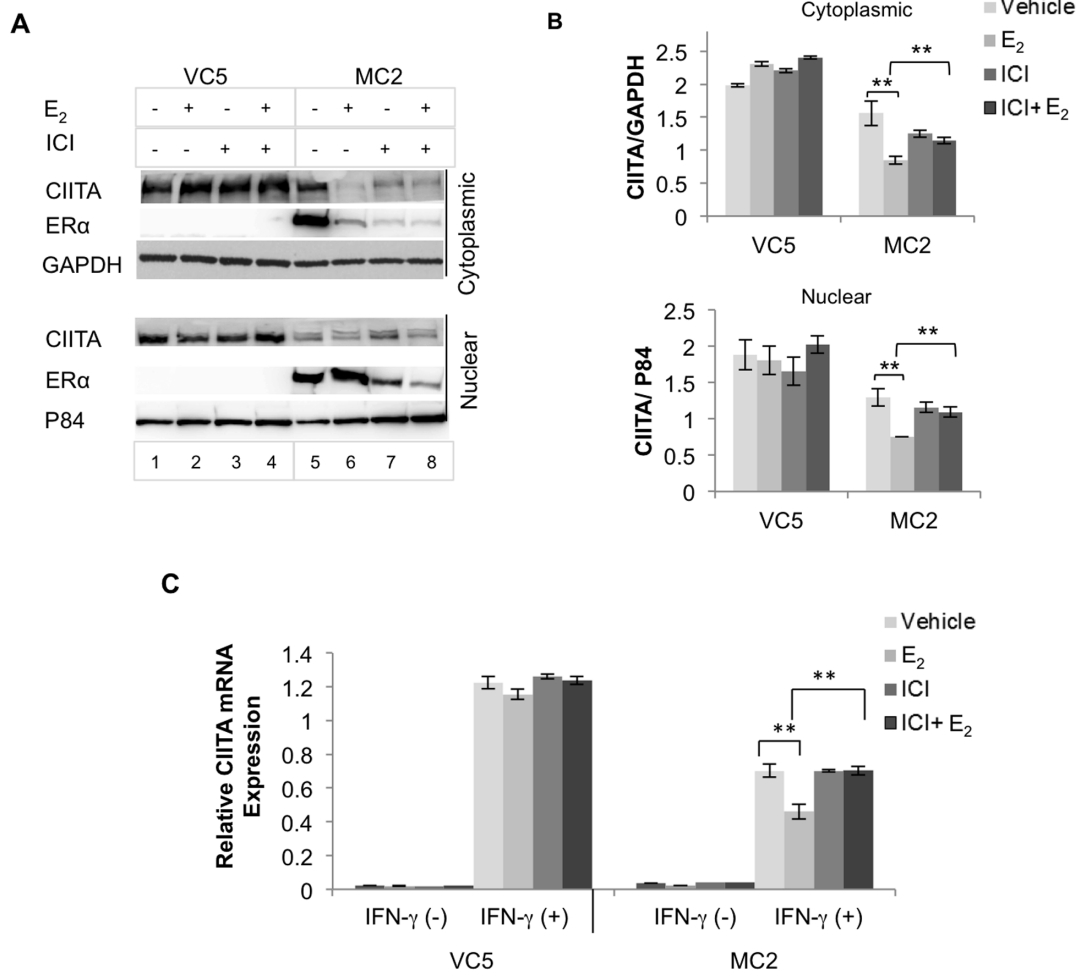 A
VC5 MC2
E2 - + - + - + - +
ICI - - + + - - + +
CIITA
ERα
GAPDH
Cytoplasmic
CIITA
ERα
P84
Nuclear
1 2 3 4 5 6 7 8
B
Cytoplasmic
Vehicle
E2
ICI
ICI+ E2
CIITA/GAPDH
2.5
2
1.5
1
0.5
0
**
**
VC5 MC2
Nuclear
CIITA/ P84
2.5
2
1.5
1
0.5
0
**
**
VC5 MC2
C
Vehicle
E2
ICI
ICI+ E2
Relative CIITA mRNA
Expression
1.4
1.2
1
0.8
0.6
0.4
0.2
0
**
**
IFN-γ (-) IFN-γ (+) IFN-γ (-) IFN-γ (+)
VC5 MC2